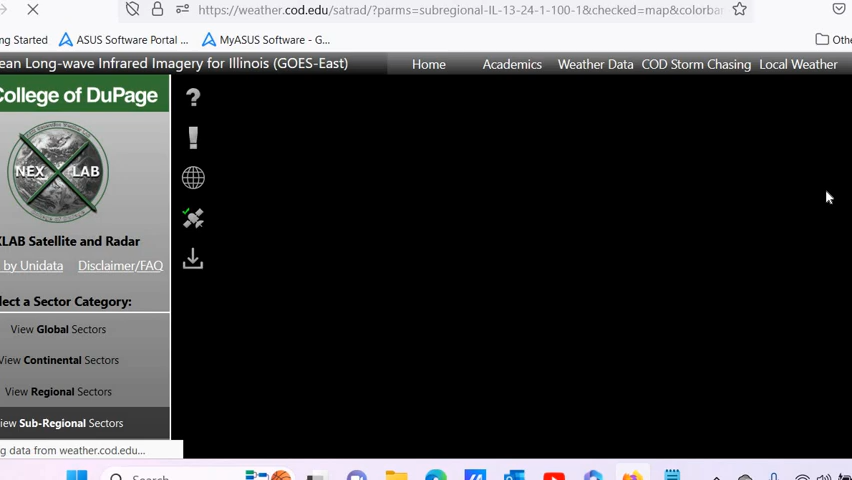 https://weather.cod.edu/satrad/?parms=subregional-IL-13-24-1-100-1&checked=map&colorbar
ng Started ASUS Software Portal ... MyASUS Software - G... Othe
ean Long-wave Infrared Imagery for Illinois (GOES-East) Home Academics Weather Data COD Storm Chasing Local Weather
College of DuPage
NEX LAB
XLAB Satellite and Radar
by Unidata Disclaimer/FAQ
lect a Sector Category:
View Global Sectors
View Continental Sectors
View Regional Sectors
iew Sub-Regional Sectors
g data from weather.cod.edu...
Search